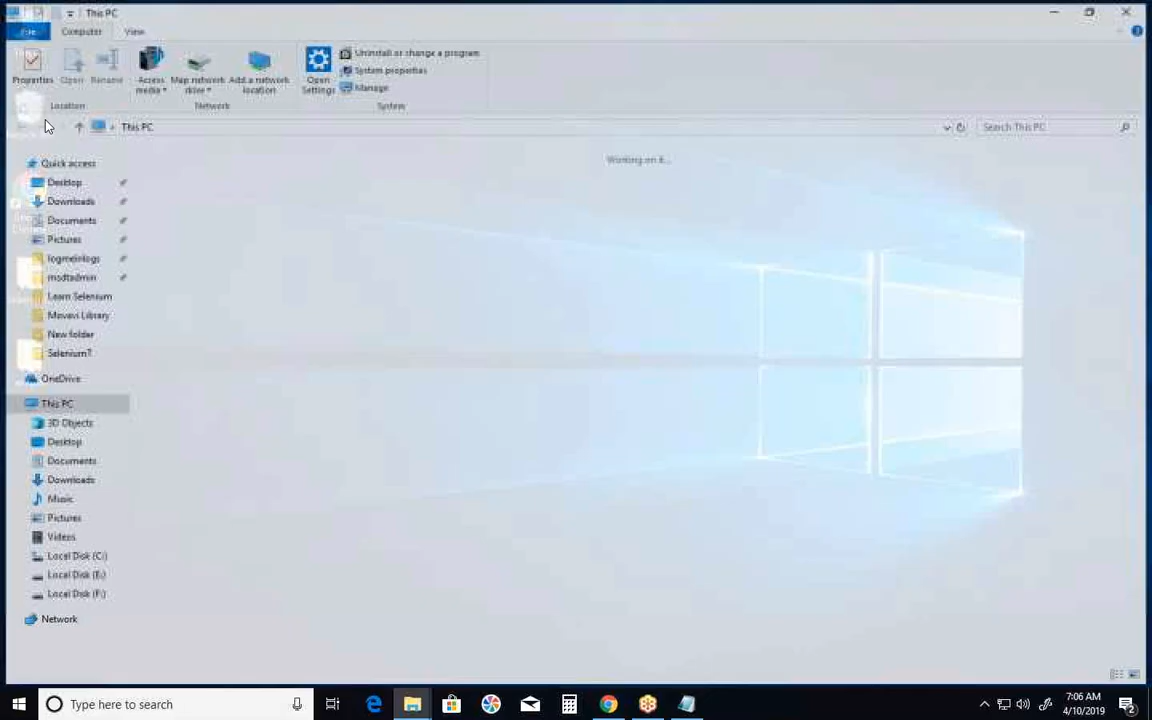 This PC
File Computer View
Properties Open Rename Access media Map network drive Add a network location Open Settings Uninstall or change a program
System properties
Manage
Location Network System
This PC Search This PC
Working on it...
Quick access
Desktop
Downloads
Documents
Pictures
logmeinlogs
msdtadmin
Learn Selenium
Movavi Library
New folder
Selenium7
OneDrive
This PC
3D Objects
Desktop
Documents
Downloads
Music
Pictures
Videos
Local Disk (C:)
Local Disk (E:)
Local Disk (F:)
Network
Type here to search
7:06 AM
4/10/2019
2